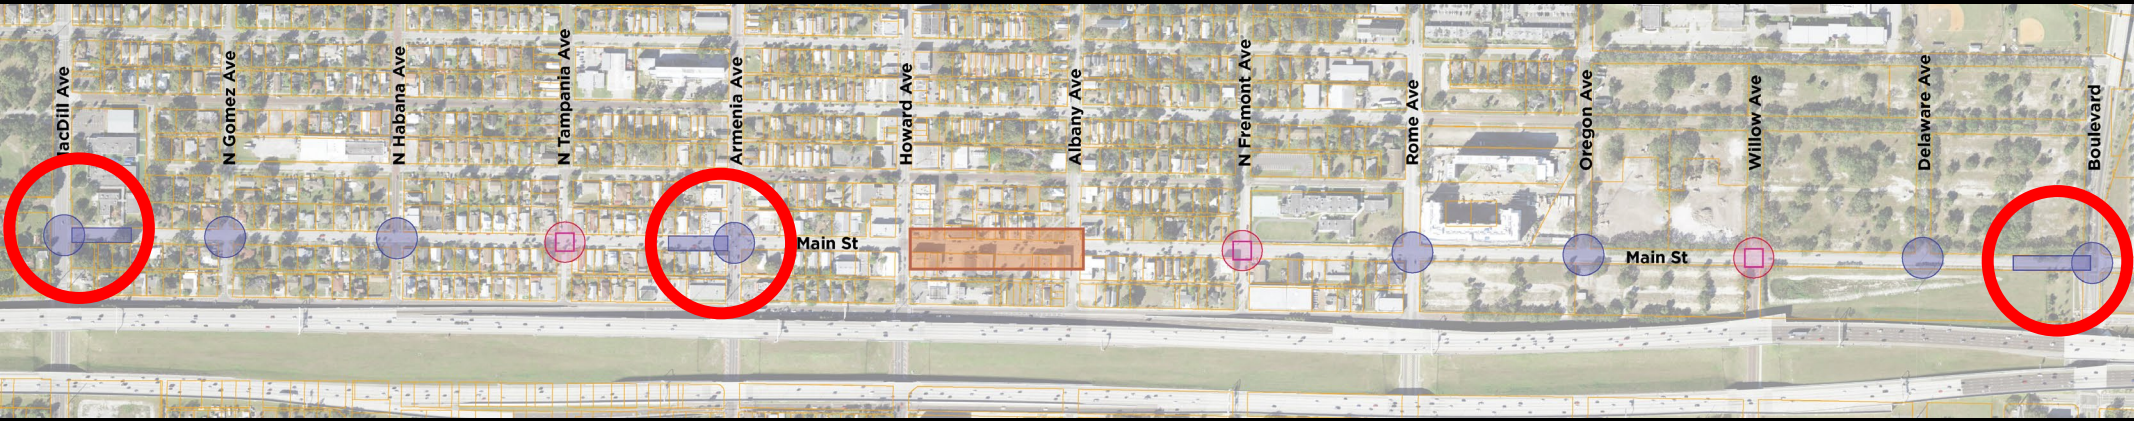 MacDill Ave
N Gomez Ave
N Habana Ave
N Tampania Ave
Armenia Ave
Howard Ave
Albany Ave
N Fremont Ave
Rome Ave
Oregon Ave
Willow Ave
Delaware Ave
Boulevard
Main St
Main St